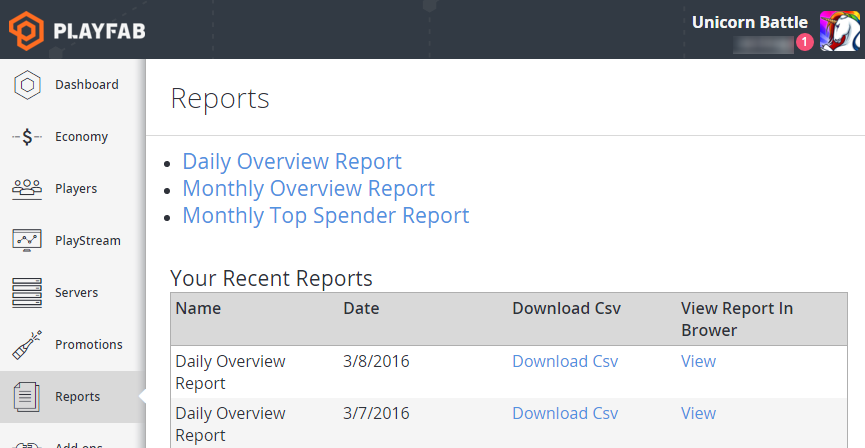 PLAYFAB
Unicorn Battle
1
Dashboard
Economy
Players
PlayStream
Servers
Promotions
Reports
Add-ons
Reports
Daily Overview Report
Monthly Overview Report
Monthly Top Spender Report
Your Recent Reports
Name Date Download Csv View Report In
Brower
Daily Overview 3/8/2016 Download Csv View
Report
Daily Overview 3/7/2016 Download Csv View
Report